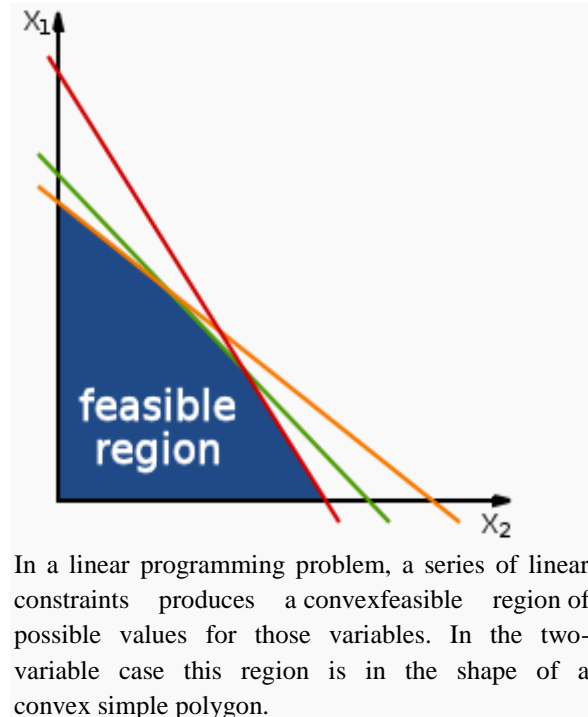 X1
feasible
region
X2
In a linear programming problem, a series of linear
constraints produces a convexfeasible region of
possible values for those variables. In the two-
variable case this region is in the shape of a
convex simple polygon.